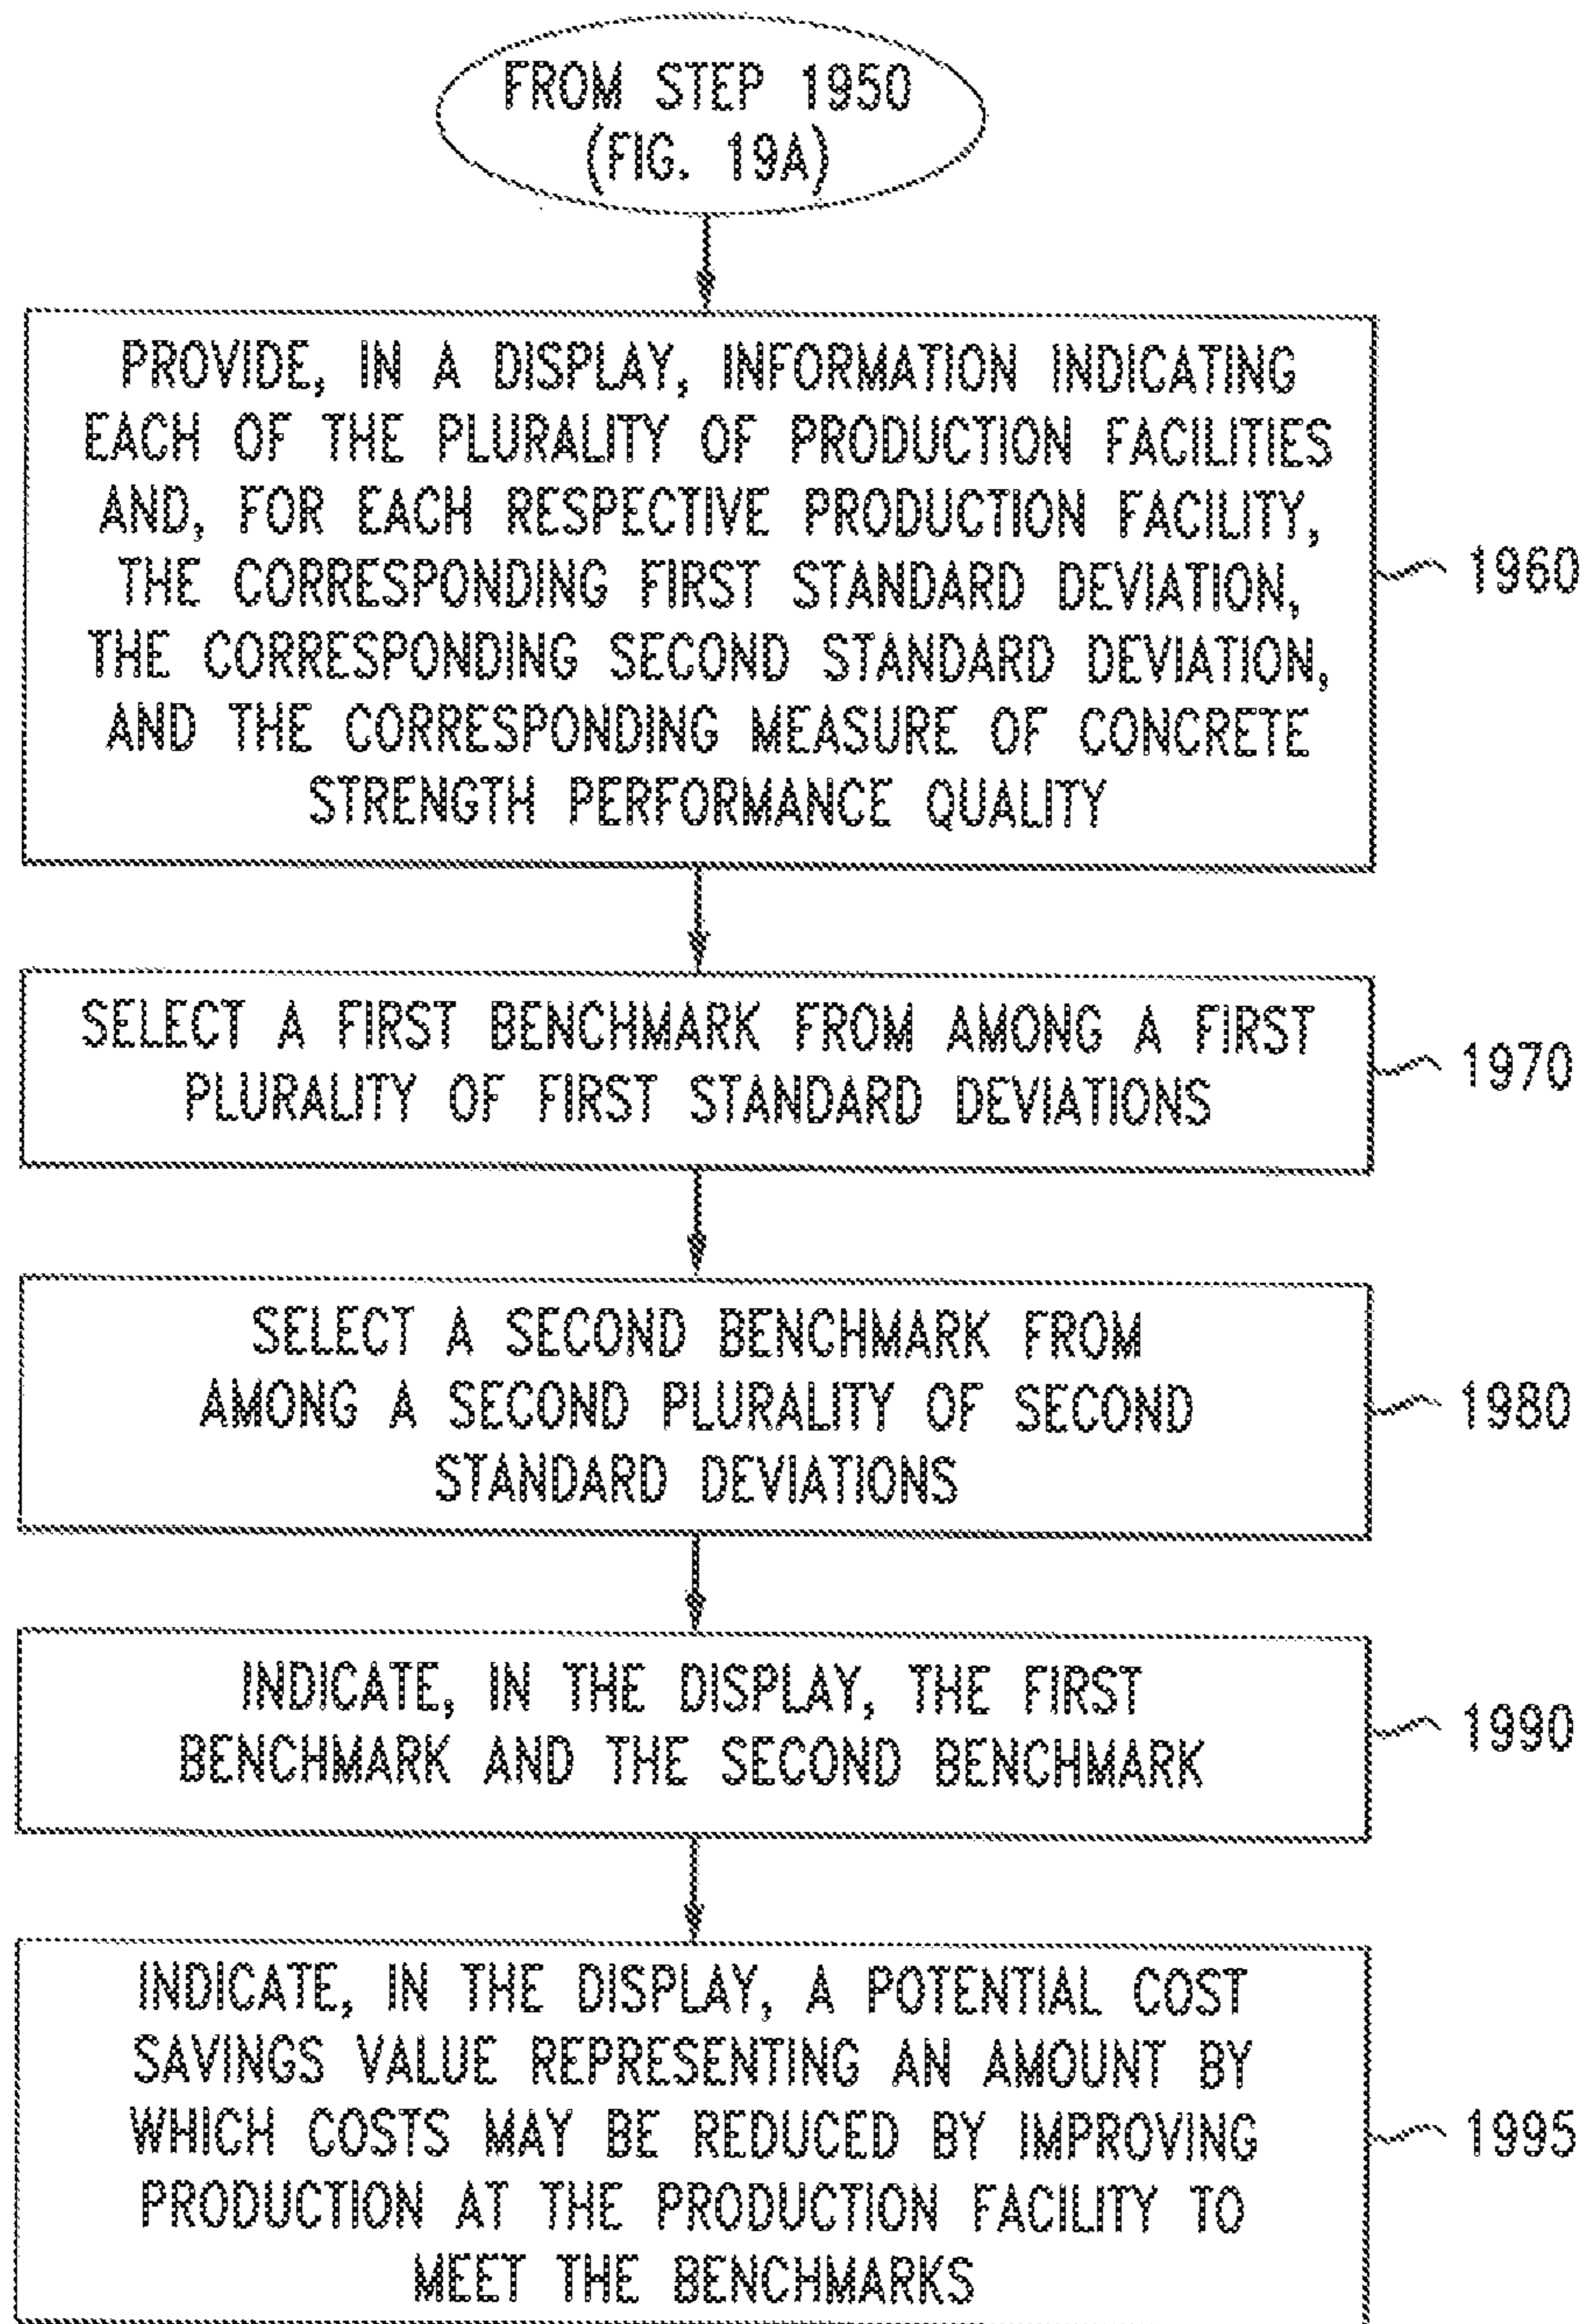 FROM STEP 1950
(FIG. 19A)
PROVIDE, IN A DISPLAY, INFORMATION INDICATING
EACH OF THE PLURALITY OF PRODUCTION FACILITIES
AND, FOR EACH RESPECTIVE PRODUCTION FACILITY,
THE CORRESPONDING FIRST STANDARD DEVIATION,
THE CORRESPONDING SECOND STANDARD DEVIATION,
AND THE CORRESPONDING MEASURE OF CONCRETE
STRENGTH PERFORMANCE QUALITY
1960
SELECT A FIRST BENCHMARK FROM AMONG A FIRST
PLURALITY OF FIRST STANDARD DEVIATIONS
1970
SELECT A SECOND BENCHMARK FROM
AMONG A SECOND PLURALITY OF SECOND
STANDARD DEVIATIONS
1980
INDICATE, IN THE DISPLAY, THE FIRST
BENCHMARK AND THE SECOND BENCHMARK
1990
INDICATE, IN THE DISPLAY, A POTENTIAL COST
SAVINGS VALUE REPRESENTING AN AMOUNT BY
WHICH COSTS MAY BE REDUCED BY IMPROVING
PRODUCTION AT THE PRODUCTION FACILITY TO
MEET THE BENCHMARKS
1995